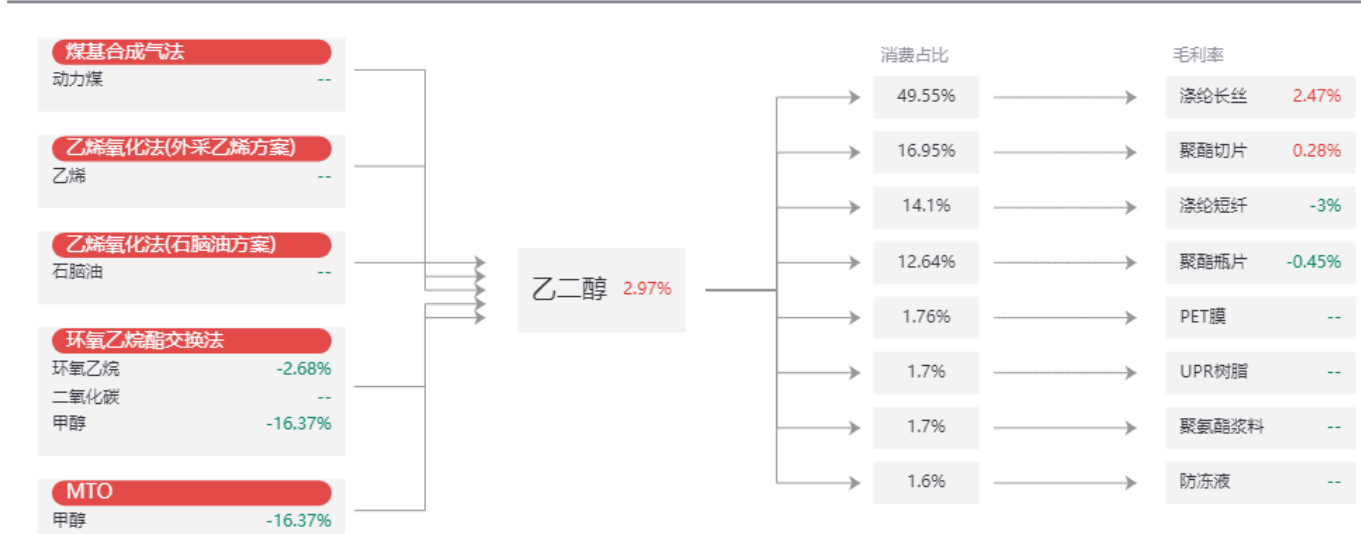 煤基合成气法
动力煤 --
乙烯氧化法(外采乙烯方案)
乙烯 --
乙烯氧化法(石脑油方案)
石脑油 --
环氧乙烷酯交换法
环氧乙烷 -2.68%
二氧化碳 --
甲醇 -16.37%
MTO
甲醇 -16.37%
乙二醇 2.97%
消费占比 毛利率
49.55% 涤纶长丝 2.47%
16.95% 聚酯切片 0.28%
14.1% 涤纶短纤 -3%
12.64% 聚酯瓶片 -0.45%
1.76% PET膜 --
1.7% UPR树脂 --
1.7% 聚氨酯浆料 --
1.6% 防冻液 --